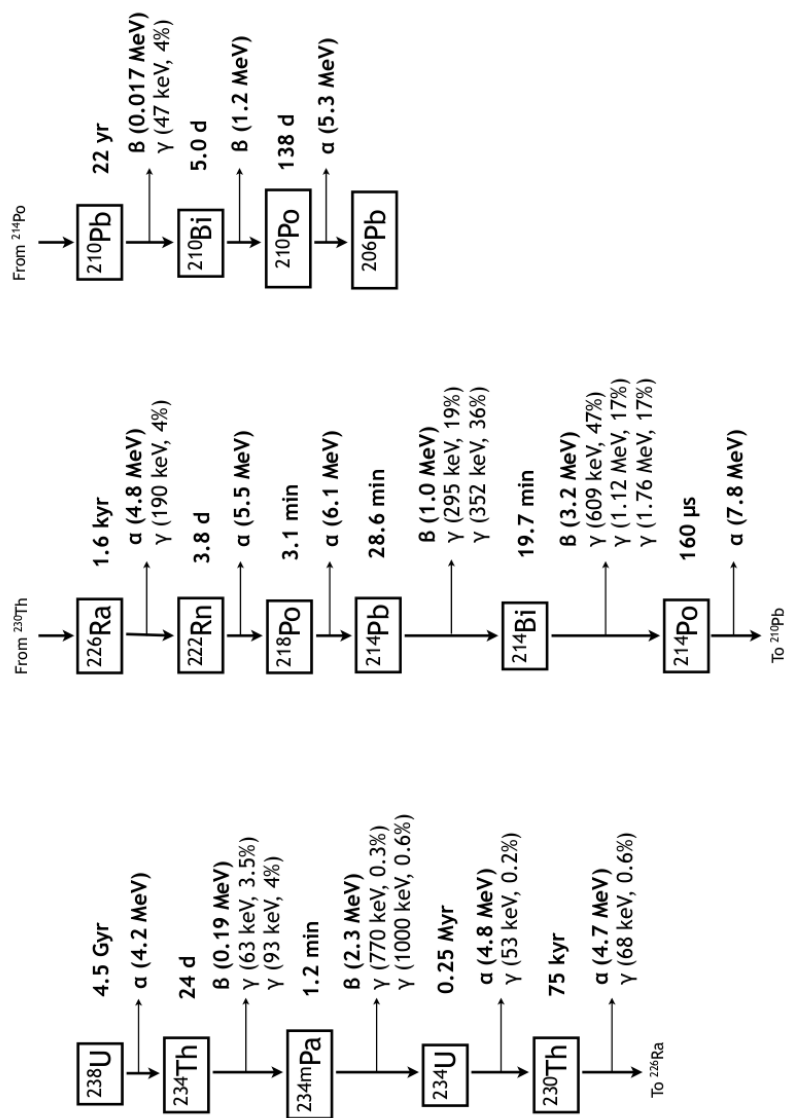 ²³⁸U
4.5 Gyr
α (4.2 MeV)
²³⁴Th
24 d
β (0.19 MeV)
γ (63 keV, 3.5%)
γ (93 keV, 4%)
²³⁴ᵐPa
1.2 min
β (2.3 MeV)
γ (770 keV, 0.3%)
γ (1000 keV, 0.6%)
²³⁴U
0.25 Myr
α (4.8 MeV)
γ (53 keV, 0.2%)
²³⁰Th
75 kyr
α (4.7 MeV)
γ (68 keV, 0.6%)
To ²²⁶Ra
From ²³⁰Th
²²⁶Ra
1.6 kyr
α (4.8 MeV)
γ (190 keV, 4%)
²²²Rn
3.8 d
α (5.5 MeV)
²¹⁸Po
3.1 min
α (6.1 MeV)
²¹⁴Pb
28.6 min
β (1.0 MeV)
γ (295 keV, 19%)
γ (352 keV, 36%)
²¹⁴Bi
19.7 min
β (3.2 MeV)
γ (609 keV, 47%)
γ (1.12 MeV, 17%)
γ (1.76 MeV, 17%)
²¹⁴Po
160 µs
α (7.8 MeV)
To ²¹⁰Pb
From ²¹⁴Po
²¹⁰Pb
22 yr
β (0.017 MeV)
γ (47 keV, 4%)
²¹⁰Bi
5.0 d
β (1.2 MeV)
²¹⁰Po
138 d
α (5.3 MeV)
²⁰⁶Pb